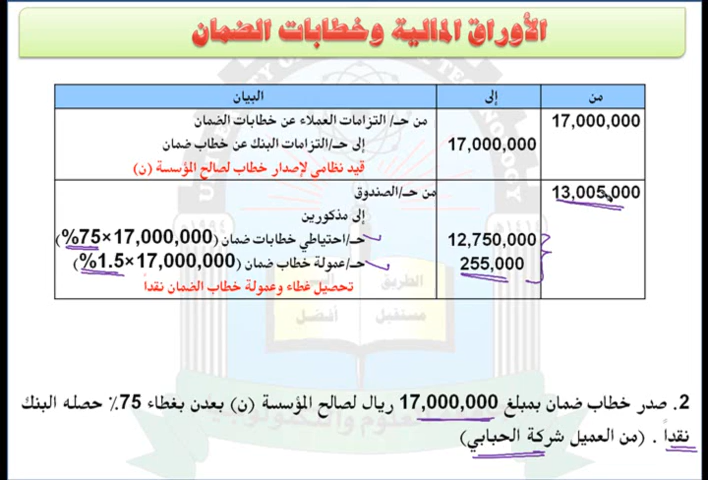 الأوراق المالية وخطابات الضمان
من إلى البيان
17,000,000 من حـ/ التزامات العملاء عن خطابات الضمان
17,000,000 إلى حـ/التزامات البنك عن خطاب ضمان
قيد نظامي لإصدار خطاب لصالح المؤسسة (ن)
13,005,000 من حـ/الصندوق
إلى مذكورين
12,750,000 حـ/احتياطي خطابات ضمان (17,000,000×75%)
255,000 حـ/عمولة خطاب ضمان (17,000,000×1.5%)
تحصيل غطاء وعمولة خطاب الضمان نقداً
2. صدر خطاب ضمان بمبلغ 17,000,000 ريال لصالح المؤسسة (ن) بعدن بغطاء 75٪ حصله البنك
نقداً . (من العميل شركة الحبابي)
الطريق
مستقبل أفضل